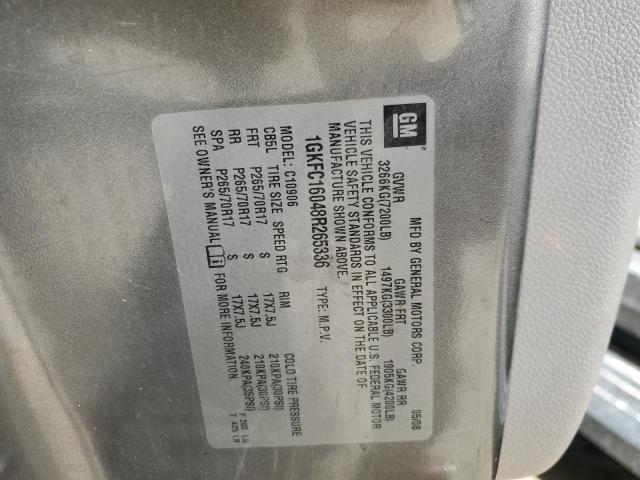 GM
MFD BY GENERAL MOTORS CORP. 05/08
GVWR GAWR FRT GAWR RR
3266KG(7200LB) 1497KG(3300LB) 1905KG(4200LB)
THIS VEHICLE CONFORMS TO ALL APPLICABLE U.S. FEDERAL MOTOR
VEHICLE SAFETY STANDARDS IN EFFECT ON THE DATE OF
MANUFACTURE SHOWN ABOVE.
1GKFC16048R265336 TYPE: M.P.V.
MODEL: C10906
CB5L TIRE SIZE SPEED RTG RIM COLD TIRE PRESSURE
FRT P265/70R17 S 17X7.5J 210KPA(30PSI)
RR P265/70R17 S 17X7.5J 210KPA(30PSI)
SPA P265/70R17 S 17X7.5J 240KPA(35PSI)
SEE OWNER'S MANUAL FOR MORE INFORMATION.